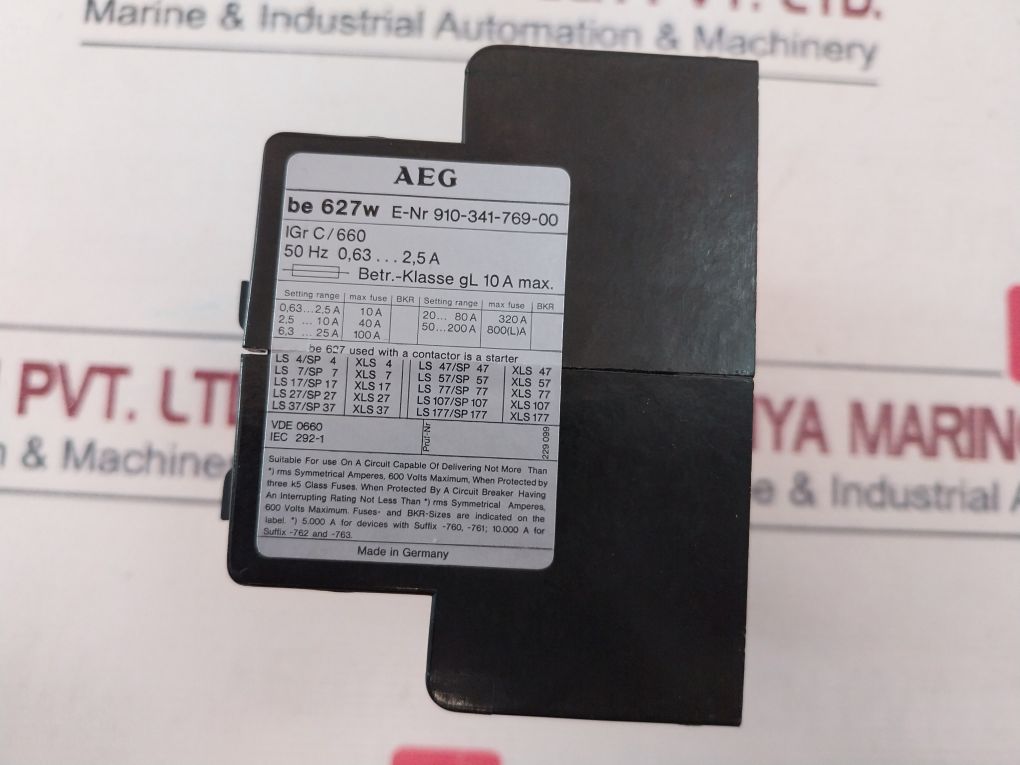 PVT. LTD.
Marine & Industrial Automation & Machinery
AEG
be 627w E-Nr 910-341-769-00
IGr C/660
50 Hz 0,63 ... 2,5 A
Betr.-Klasse gL 10 A max.
Setting range max fuse BKR Setting range max fuse BKR
0,63...2,5 A 10 A 20... 80 A 320 A
2,5 ... 10 A 40 A 50...200 A 800(L)A
6,3 ... 25 A 100 A
be 627 used with a contactor is a starter
LS 4/SP 4 XLS 4 LS 47/SP 47 XLS 47
LS 7/SP 7 XLS 7 LS 57/SP 57 XLS 57
LS 17/SP 17 XLS 17 LS 77/SP 77 XLS 77
LS 27/SP 27 XLS 27 LS 107/SP 107 XLS 107
LS 37/SP 37 XLS 37 LS 177/SP 177 XLS 177
VDE 0660
IEC 292-1
Prüf-Nr
229 099
Suitable For use On A Circuit Capable Of Delivering Not More Than
*) rms Symmetrical Amperes, 600 Volts Maximum, When Protected by
three k5 Class Fuses. When Protected By A Circuit Breaker Having
An Interrupting Rating Not Less Than *) rms Symmetrical Amperes,
600 Volts Maximum. Fuses- and BKR-Sizes are indicated on the
label. *) 5.000 A for devices with Suffix -760, -761; 10.000 A for
Suffix -762 and -763.
Made in Germany
PVT. LTD
& Machine
YA MARIN
& Industrial A